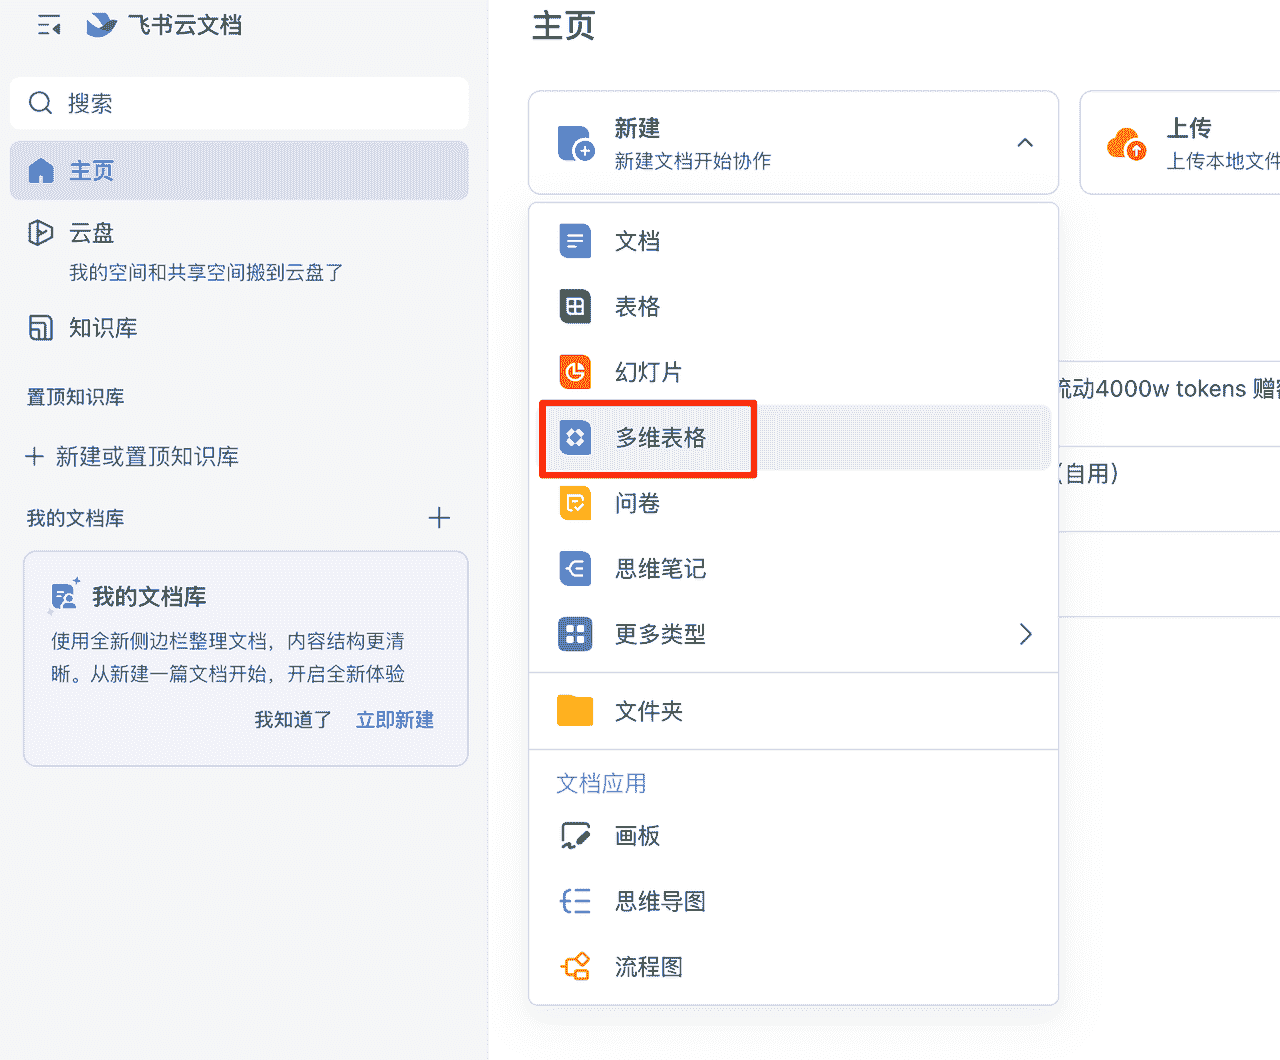 飞书云文档
搜索
主页
云盘
我的空间和共享空间搬到云盘了
知识库
置顶知识库
新建或置顶知识库
我的文档库
我的文档库
使用全新侧边栏整理文档，内容结构更清
晰。从新建一篇文档开始，开启全新体验
我知道了 立即新建
主页
新建
新建文档开始协作
上传
上传本地文件
文档
表格
幻灯片
多维表格
问卷
思维笔记
更多类型
文件夹
文档应用
画板
思维导图
流程图
流动4000w tokens 赠
（自用）